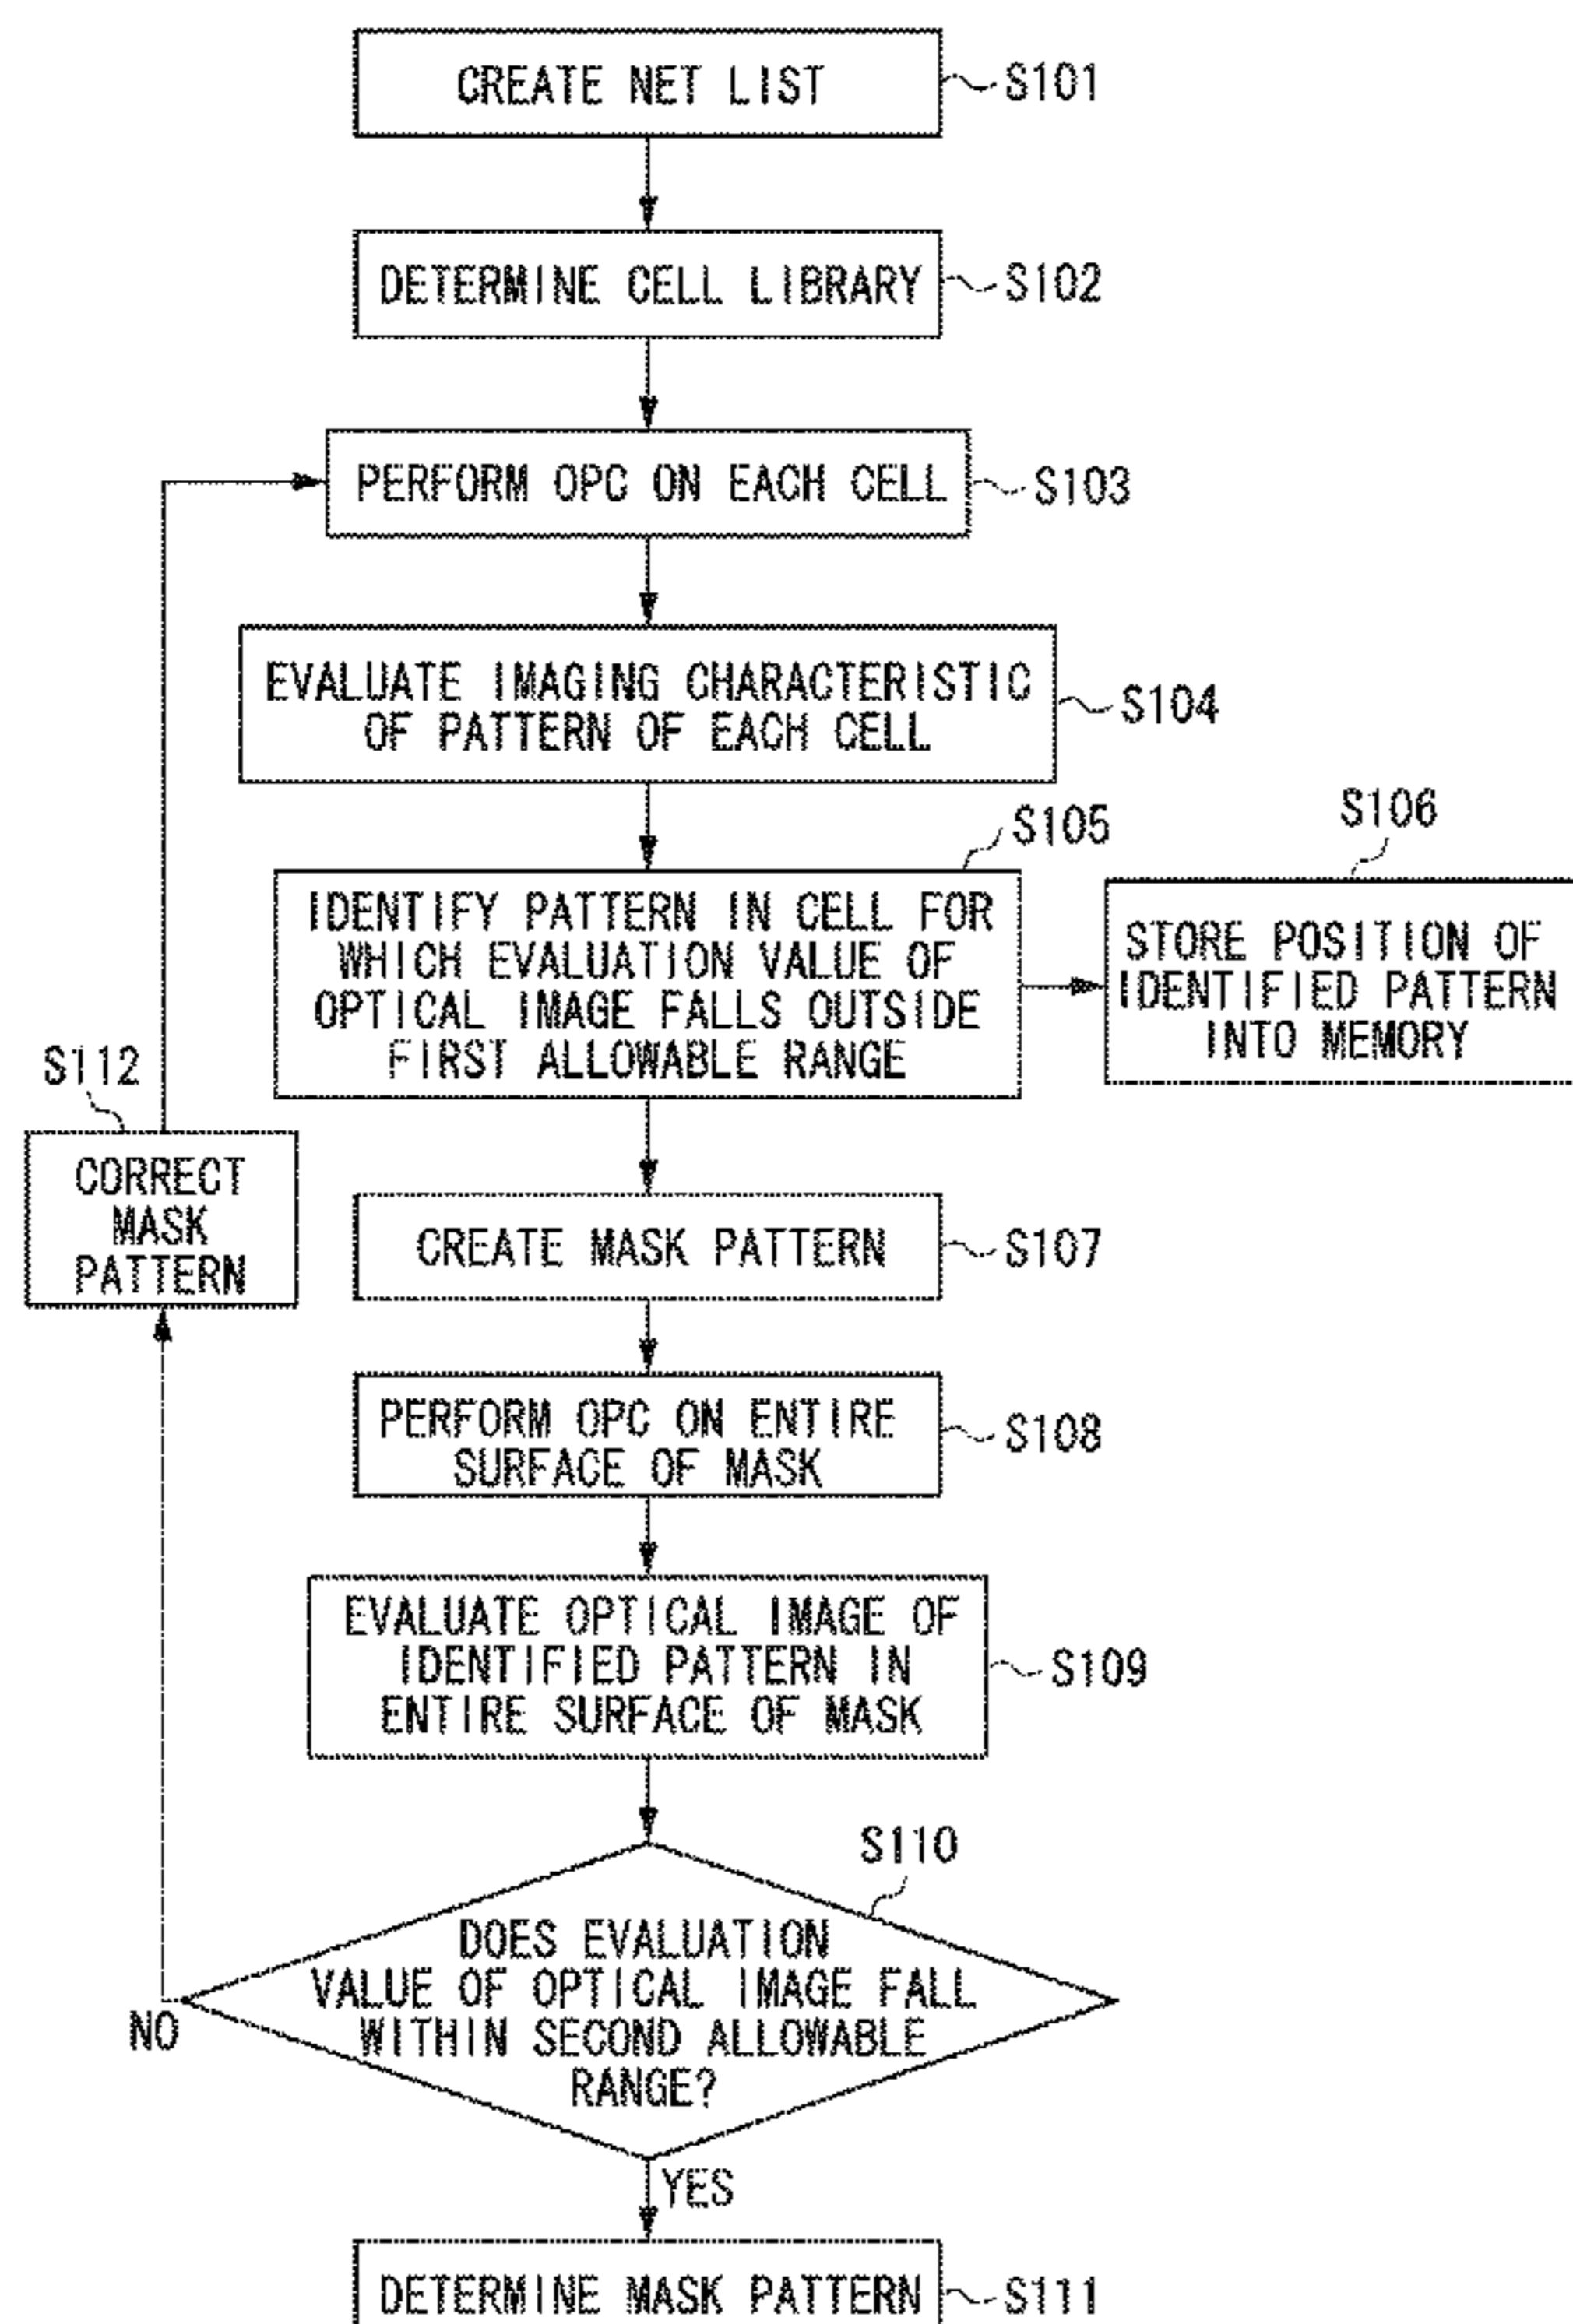 CREATE NET LIST
S101
DETERMINE CELL LIBRARY
S102
PERFORM OPC ON EACH CELL
S103
EVALUATE IMAGING CHARACTERISTIC
OF PATTERN OF EACH CELL
S104
S105
IDENTIFY PATTERN IN CELL FOR
WHICH EVALUATION VALUE OF
OPTICAL IMAGE FALLS OUTSIDE
FIRST ALLOWABLE RANGE
S106
STORE POSITION OF
IDENTIFIED PATTERN
INTO MEMORY
S112
CORRECT
MASK
PATTERN
CREATE MASK PATTERN
S107
PERFORM OPC ON ENTIRE
SURFACE OF MASK
S108
EVALUATE OPTICAL IMAGE OF
IDENTIFIED PATTERN IN
ENTIRE SURFACE OF MASK
S109
S110
DOES EVALUATION
VALUE OF OPTICAL IMAGE FALL
WITHIN SECOND ALLOWABLE
RANGE?
NO
YES
DETERMINE MASK PATTERN
S111